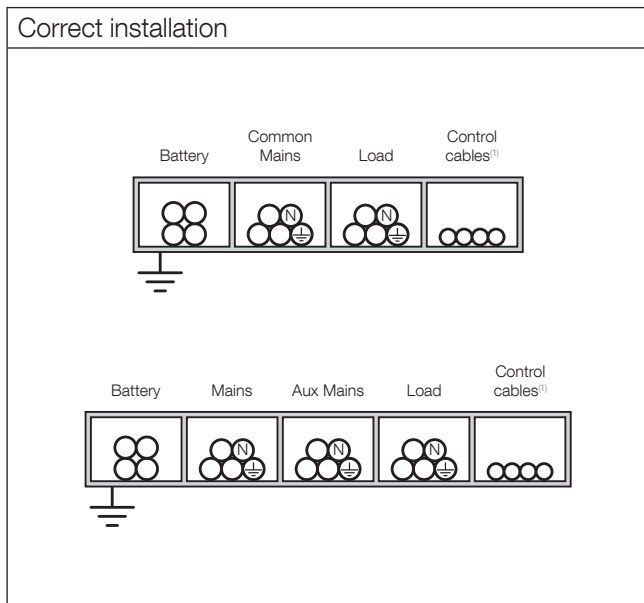 Correct installation
Battery
Common
Mains
Load
Control
cables(1)
N
N
Battery
Mains
Aux Mains
Load
Control
cables(1)
N
N
N